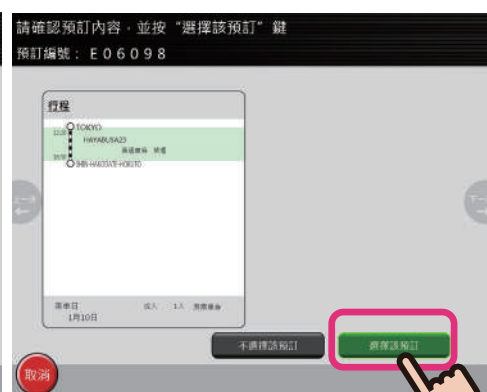 請確認預訂內容，並按“選擇該預訂”鍵
預訂編號：E06098
行程
TOKYO
HAYABUSA23
SHIN-HAKODATE-HOKUTO
乘車日
1月10日
成人 1人
不選擇該預訂
選擇該預訂
取消